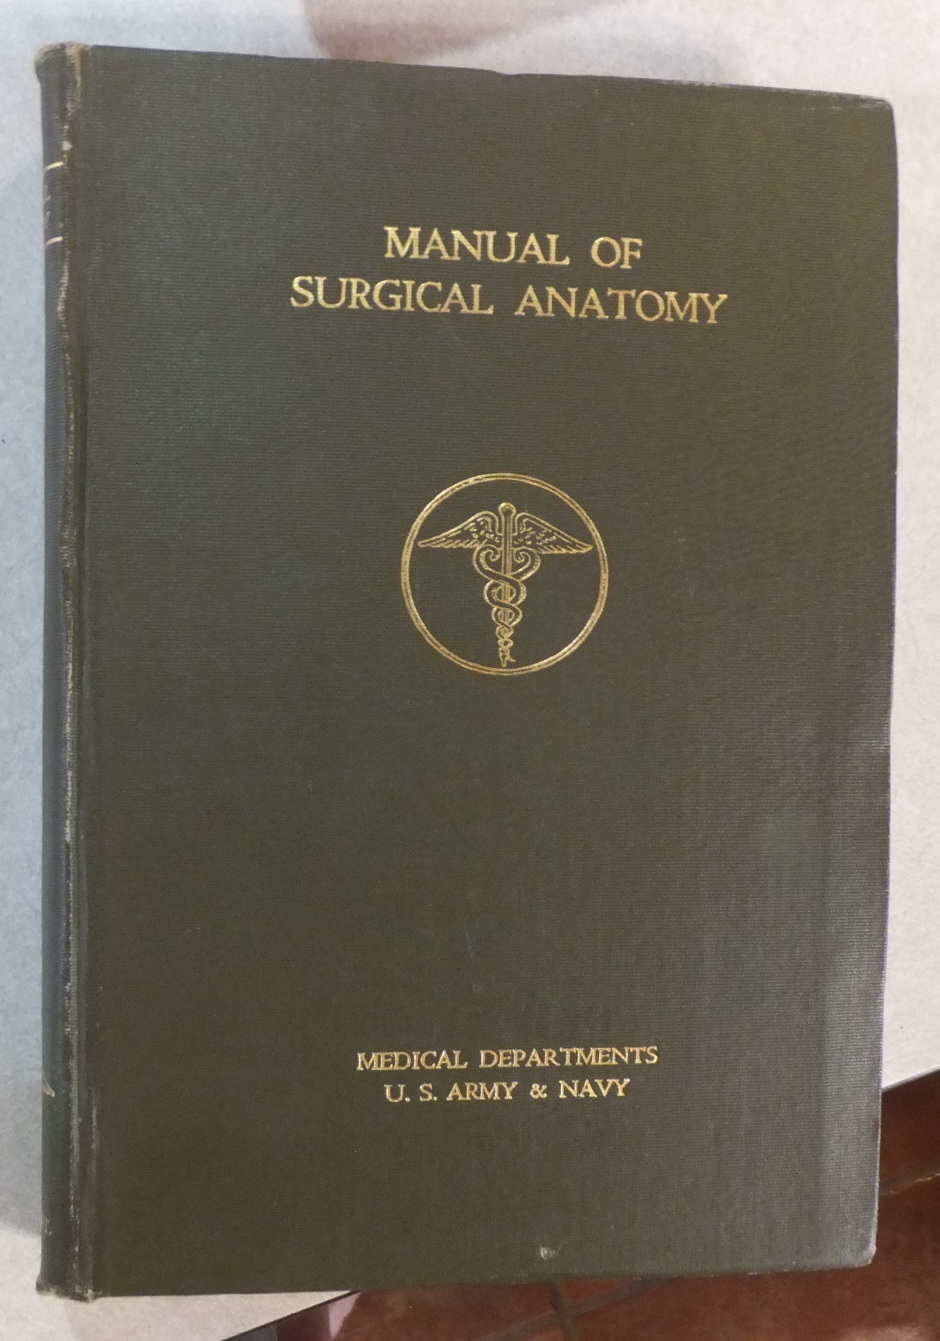 MANUAL OF
SURGICAL ANATOMY
MEDICAL DEPARTMENTS
U. S. ARMY & NAVY